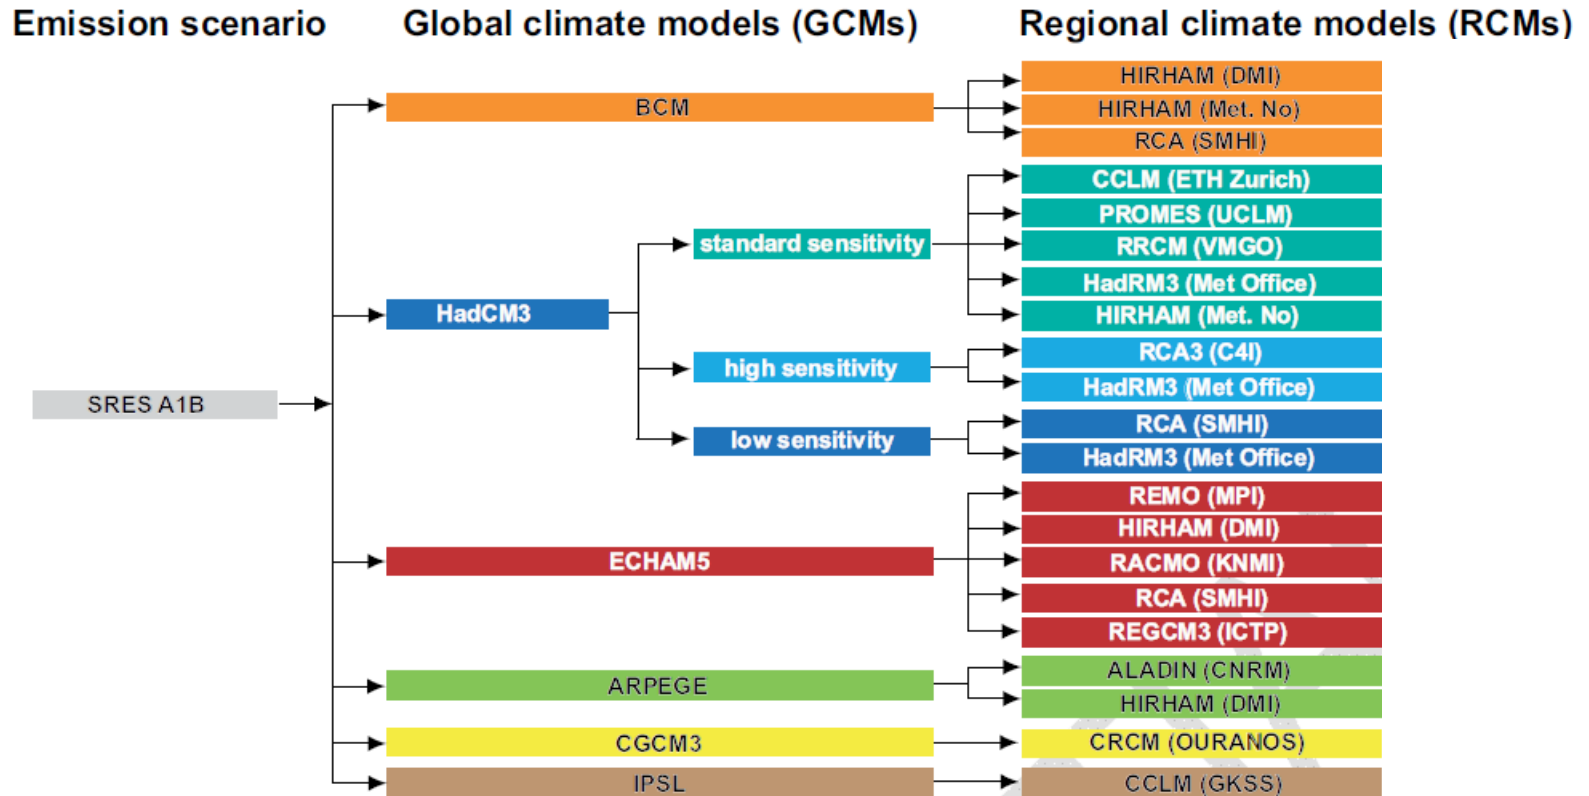 Emission scenario
Global climate models (GCMs)
Regional climate models (RCMs)
SRES A1B
BCM
HIRHAM (DMI)
HIRHAM (Met. No)
RCA (SMHI)
HadCM3
standard sensitivity
CCLM (ETH Zurich)
PROMES (UCLM)
RRCM (VMGO)
HadRM3 (Met Office)
HIRHAM (Met. No)
high sensitivity
RCA3 (C4I)
HadRM3 (Met Office)
low sensitivity
RCA (SMHI)
HadRM3 (Met Office)
ECHAM5
REMO (MPI)
HIRHAM (DMI)
RACMO (KNMI)
RCA (SMHI)
REGCM3 (ICTP)
ARPEGE
ALADIN (CNRM)
HIRHAM (DMI)
CGCM3
CRCM (OURANOS)
IPSL
CCLM (GKSS)